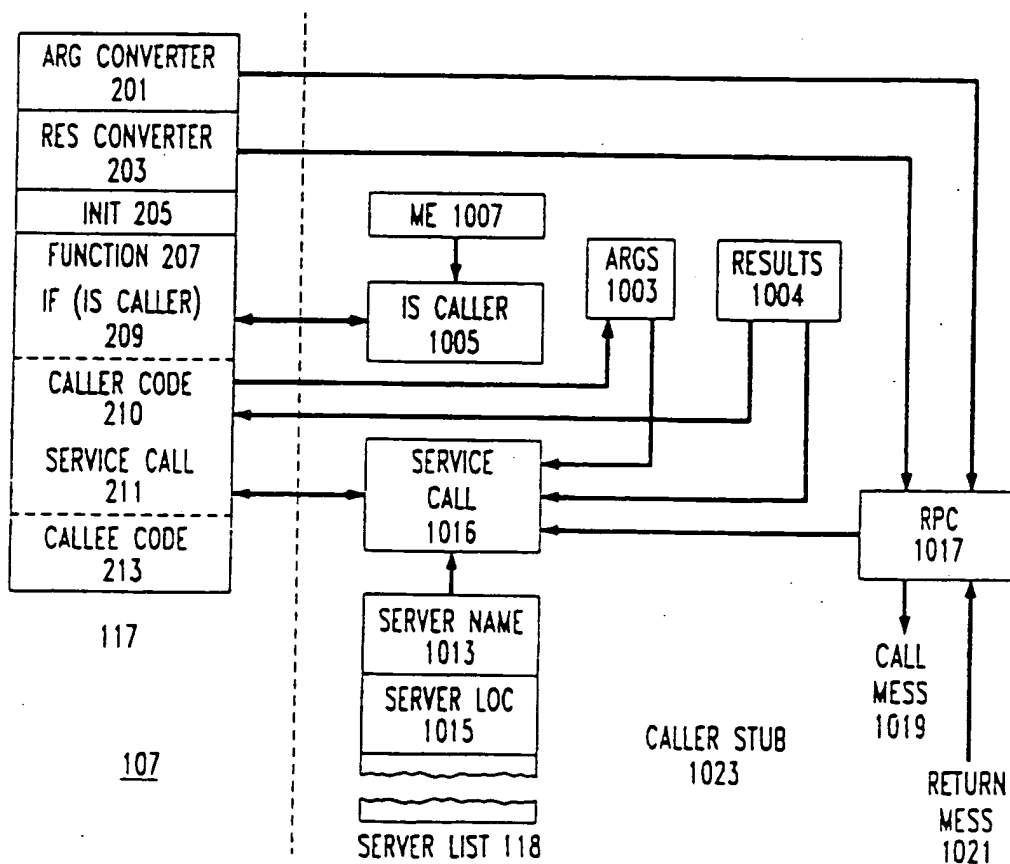 ARG CONVERTER
201
RES CONVERTER
203
INIT 205
FUNCTION 207
IF (IS CALLER)
209
CALLER CODE
210
SERVICE CALL
211
CALLEE CODE
213
117
107
ME 1007
IS CALLER
1005
ARGS
1003
RESULTS
1004
SERVICE
CALL
1016
SERVER NAME
1013
SERVER LOC
1015
SERVER LIST 118
RPC
1017
CALL
MESS
1019
CALLER STUB
1023
RETURN
MESS
1021